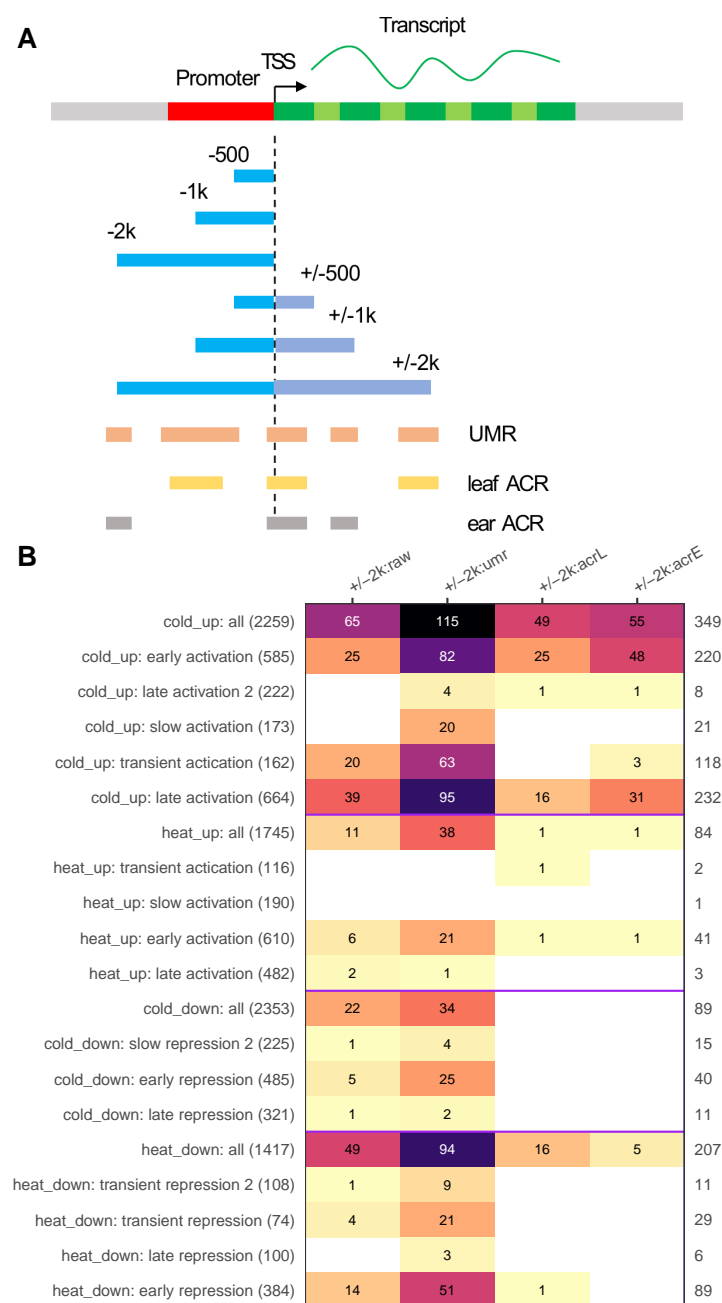 A
Transcript
TSS
Promoter
-500
-1k
-2k
+/-500
+/-1k
+/-2k
UMR
leaf ACR
ear ACR
B
+/−2k:raw +/−2k:umr +/−2k:acrL +/−2k:acrE
cold_up: all (2259) 65 115 49 55 349
cold_up: early activation (585) 25 82 25 48 220
cold_up: late activation 2 (222) 4 1 1 8
cold_up: slow activation (173) 20 21
cold_up: transient actication (162) 20 63 3 118
cold_up: late activation (664) 39 95 16 31 232
heat_up: all (1745) 11 38 1 1 84
heat_up: transient actication (116) 1 2
heat_up: slow activation (190) 1
heat_up: early activation (610) 6 21 1 1 41
heat_up: late activation (482) 2 1 3
cold_down: all (2353) 22 34 89
cold_down: slow repression 2 (225) 1 4 15
cold_down: early repression (485) 5 25 40
cold_down: late repression (321) 1 2 11
heat_down: all (1417) 49 94 16 5 207
heat_down: transient repression 2 (108) 1 9 11
heat_down: transient repression (74) 4 21 29
heat_down: late repression (100) 3 6
heat_down: early repression (384) 14 51 1 89